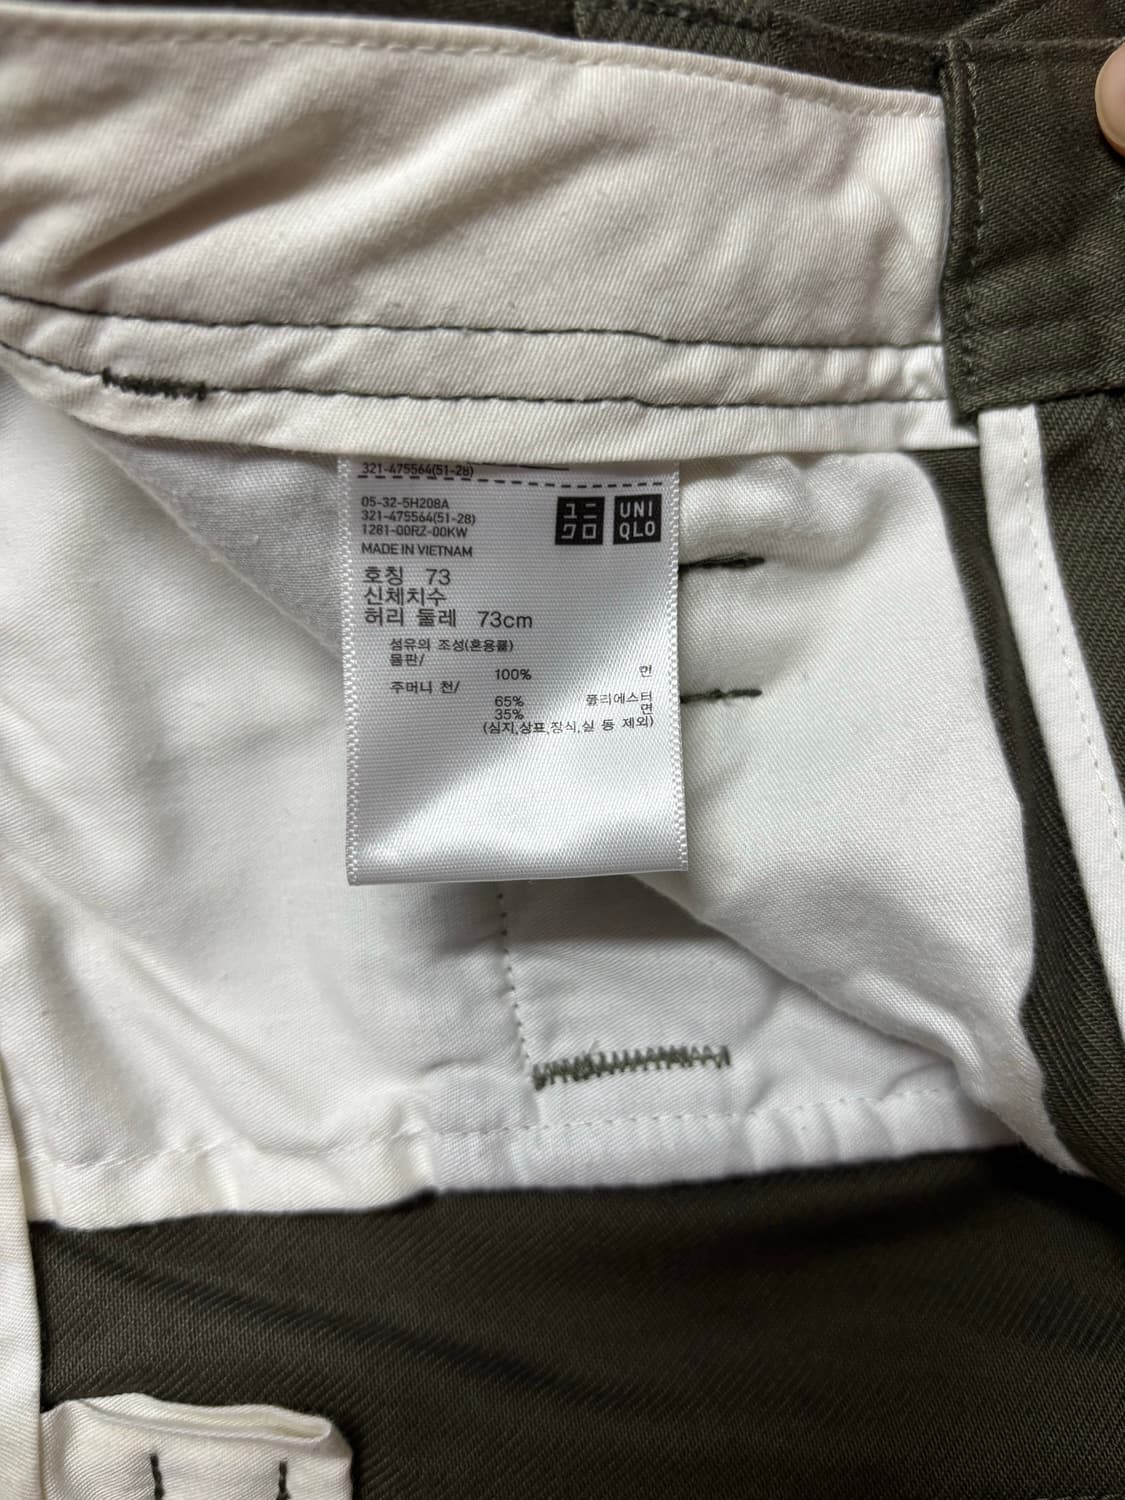 321-475564(51-28)
05-32-5H208A
321-475564(51-28)
1281-00RZ-00KW
MADE IN VIETNAM
ユニ
クロ
UNI
QLO
호칭 73
신체치수
허리 둘레 73cm
섬유의 조성(혼용률)
몸판/
100% 면
주머니 천/
65% 폴리에스터
35% 면
(심지,상표,장식,실 등 제외)